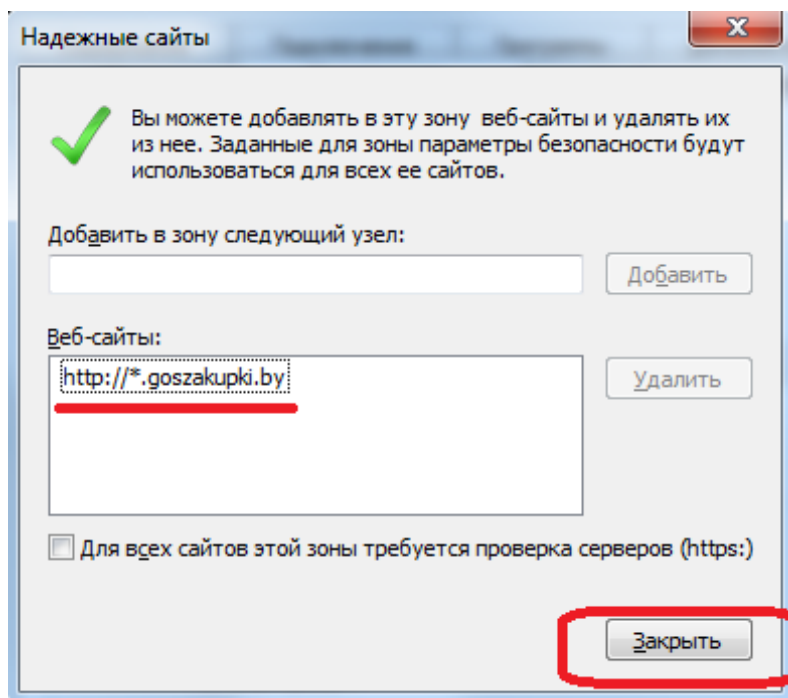 Надежные сайты
Вы можете добавлять в эту зону веб-сайты и удалять их
из нее. Заданные для зоны параметры безопасности будут
использоваться для всех ее сайтов.
Добавить в зону следующий узел:
Добавить
Веб-сайты:
http://*.goszakupki.by
Удалить
Для всех сайтов этой зоны требуется проверка серверов (https:)
Закрыть